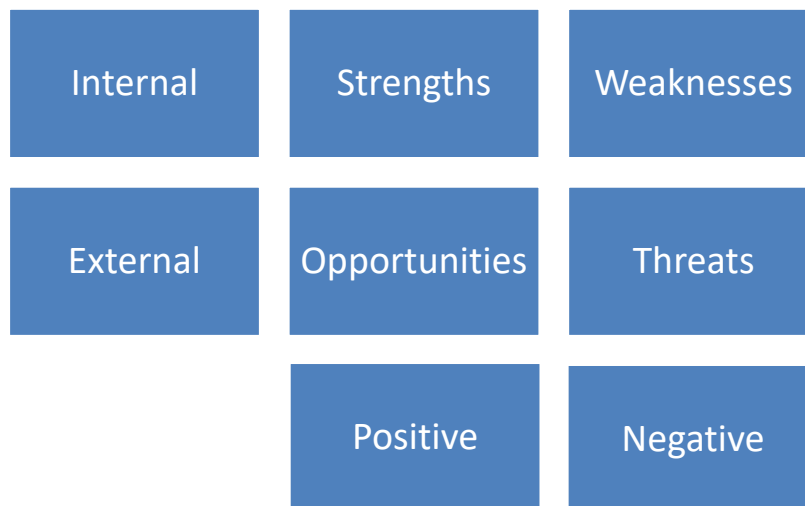 Internal
Strengths
Weaknesses
External
Opportunities
Threats
Positive
Negative